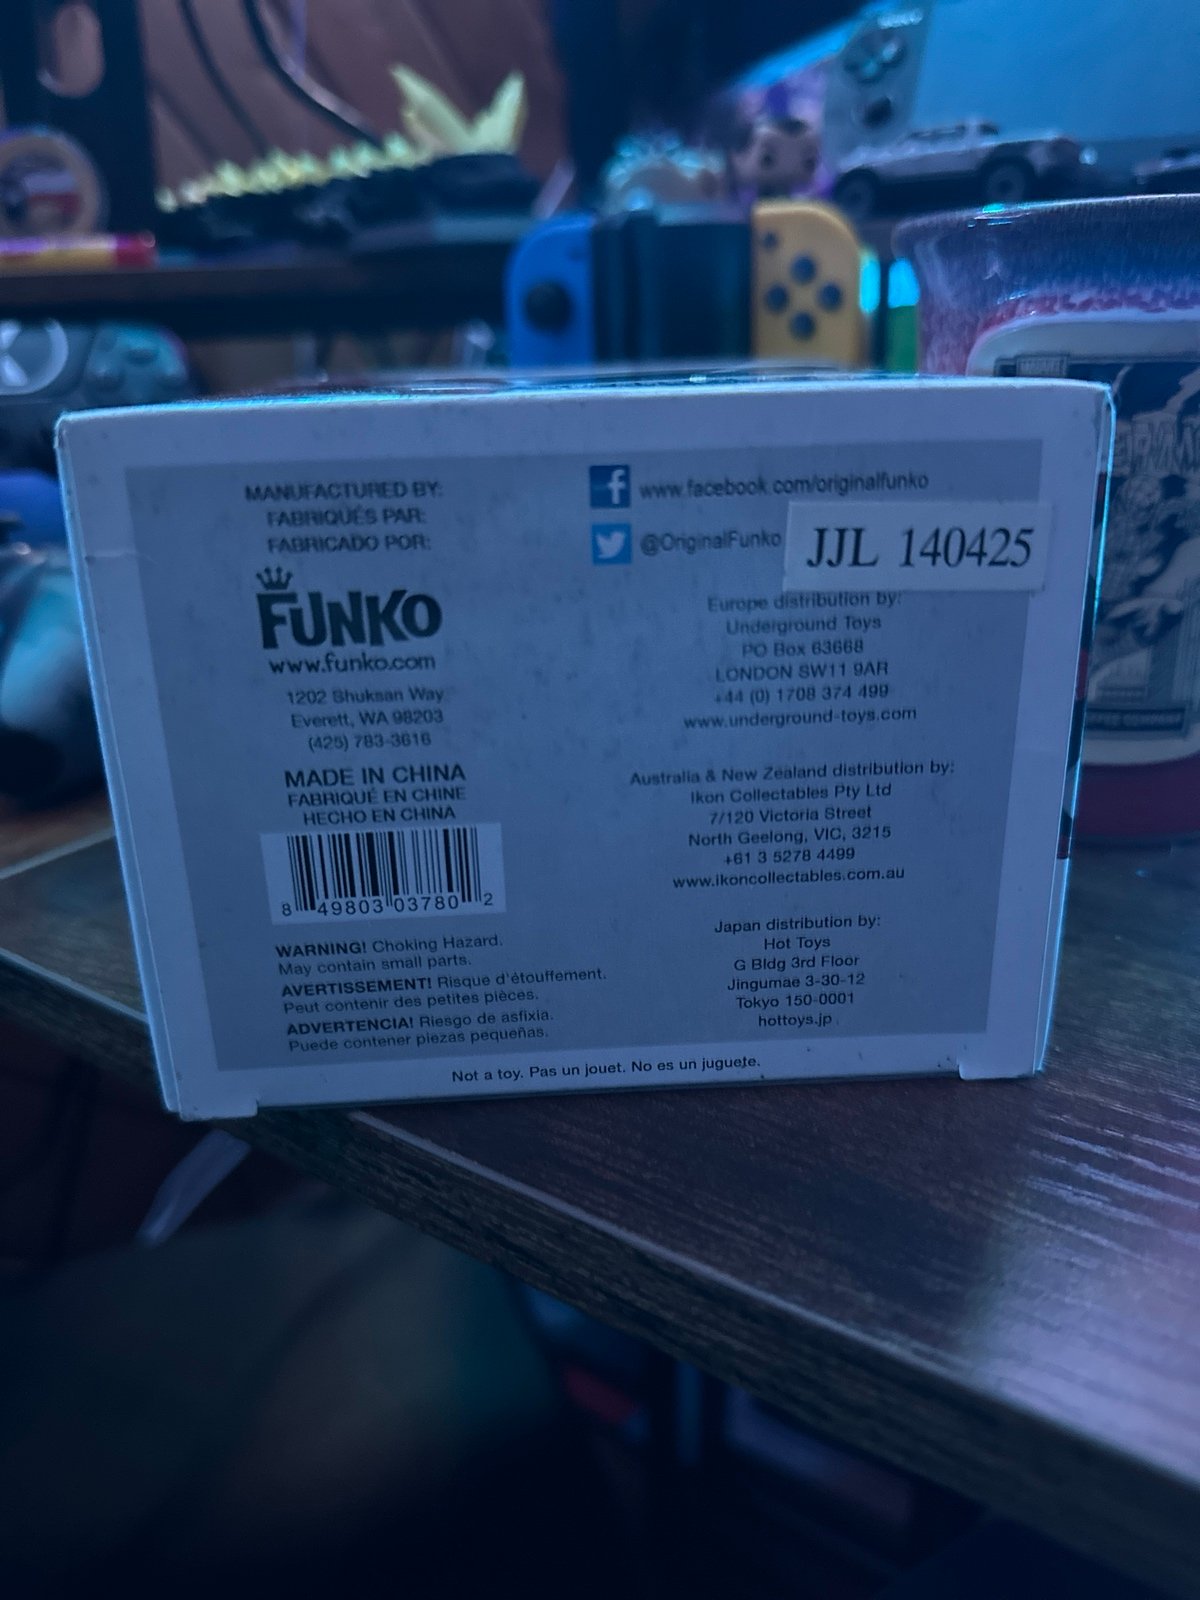 MANUFACTURED BY:
FABRIQUÉS PAR:
FABRICADO POR:
FUNKO
www.funko.com
1202 Shuksan Way
Everett, WA 98203
(425) 783-3616
MADE IN CHINA
FABRIQUÉ EN CHINE
HECHO EN CHINA
8 49803 03780 2
WARNING! Choking Hazard.
May contain small parts.
AVERTISSEMENT! Risque d'étouffement.
Peut contenir des petites pièces.
ADVERTENCIA! Riesgo de asfixia.
Puede contener piezas pequeñas.
f www.facebook.com/originalfunko
@OriginalFunko
JJL 140425
Europe distribution by:
Underground Toys
PO Box 63668
LONDON SW11 9AR
+44 (0) 1708 374 499
www.underground-toys.com
Australia & New Zealand distribution by:
Ikon Collectables Pty Ltd
7/120 Victoria Street
North Geelong, VIC, 3215
+61 3 5278 4499
www.ikoncollectables.com.au
Japan distribution by:
Hot Toys
G Bldg 3rd Floor
Jingumae 3-30-12
Tokyo 150-0001
hottoys.jp
Not a toy. Pas un jouet. No es un juguete.